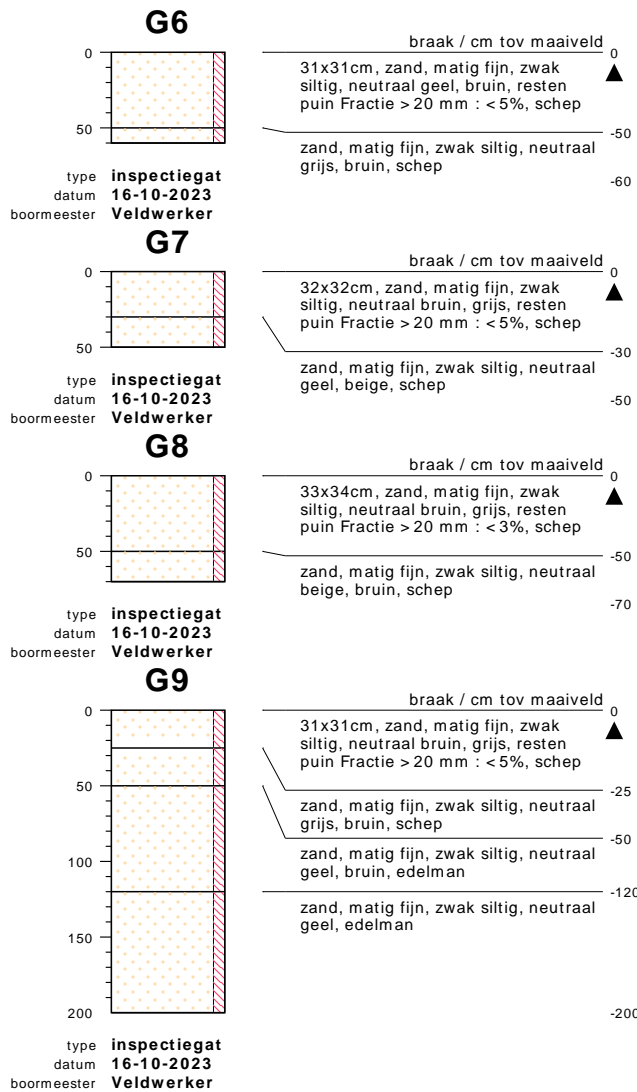 G6
braak / cm tov maaiveld
0
0
31x31cm, zand, matig fijn, zwak
siltig, neutraal geel, bruin, resten
puin Fractie > 20 mm : < 5%, schep
50
-50
zand, matig fijn, zwak siltig, neutraal
grijs, bruin, schep
-60
type inspectiegat
datum 16-10-2023
boormeester Veldwerker
G7
braak / cm tov maaiveld
0
0
32x32cm, zand, matig fijn, zwak
siltig, neutraal bruin, grijs, resten
puin Fractie > 20 mm : < 5%, schep
50
-30
zand, matig fijn, zwak siltig, neutraal
geel, beige, schep
-50
type inspectiegat
datum 16-10-2023
boormeester Veldwerker
G8
braak / cm tov maaiveld
0
0
33x34cm, zand, matig fijn, zwak
siltig, neutraal bruin, grijs, resten
puin Fractie > 20 mm : < 3%, schep
50
-50
zand, matig fijn, zwak siltig, neutraal
beige, bruin, schep
-70
type inspectiegat
datum 16-10-2023
boormeester Veldwerker
G9
braak / cm tov maaiveld
0
0
31x31cm, zand, matig fijn, zwak
siltig, neutraal bruin, grijs, resten
puin Fractie > 20 mm : < 5%, schep
50
-25
zand, matig fijn, zwak siltig, neutraal
grijs, bruin, schep
-50
zand, matig fijn, zwak siltig, neutraal
geel, bruin, edelman
100
-120
zand, matig fijn, zwak siltig, neutraal
geel, edelman
150
200
-200
type inspectiegat
datum 16-10-2023
boormeester Veldwerker